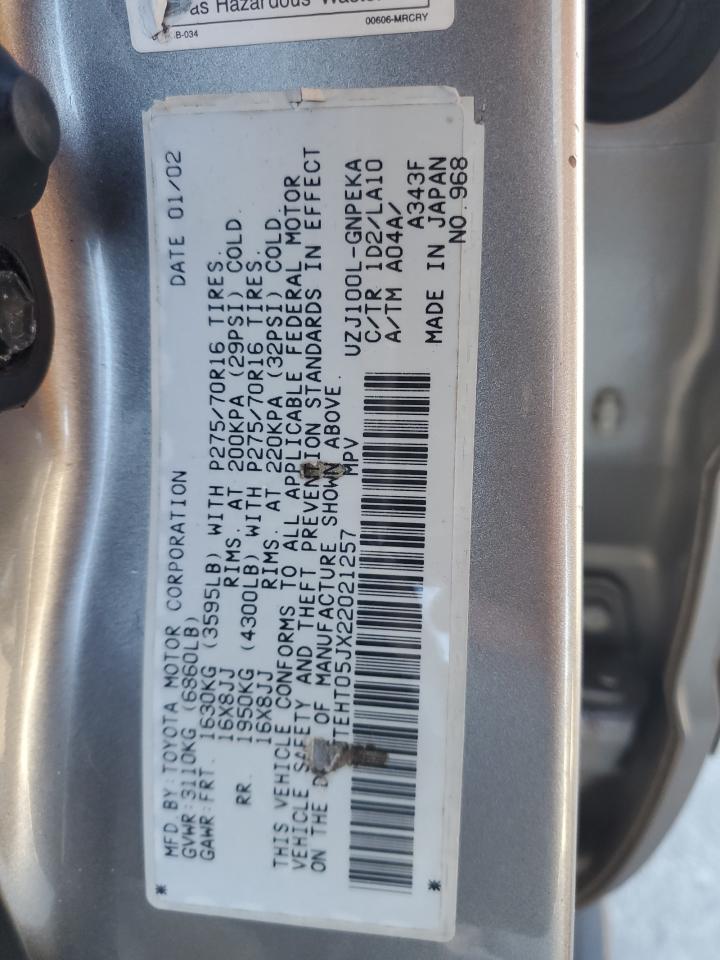 as Hazardous Waste
00606-MRCRY
B-034
MFD. BY: TOYOTA MOTOR CORPORATION DATE 01/02
GVWR: 3110KG (6860LB)
GAWR: FRT. 1630KG (3595LB) WITH P275/70R16 TIRES.
16X8JJ RIMS. AT 200KPA (29PSI) COLD.
RR. 1950KG (4300LB) WITH P275/70R16 TIRES.
16X8JJ RIMS. AT 220KPA (32PSI) COLD.
THIS VEHICLE CONFORMS TO ALL APPLICABLE FEDERAL MOTOR
VEHICLE SAFETY AND THEFT PREVENTION STANDARDS IN EFFECT
ON THE OF MANUFACTURE SHOWN ABOVE.
TEHT05JX22021257 MPV
UZJ100L-GNPEKA
C/TR 1D2/LA10
A/TM A04A/
A343F
MADE IN JAPAN
NO. 968